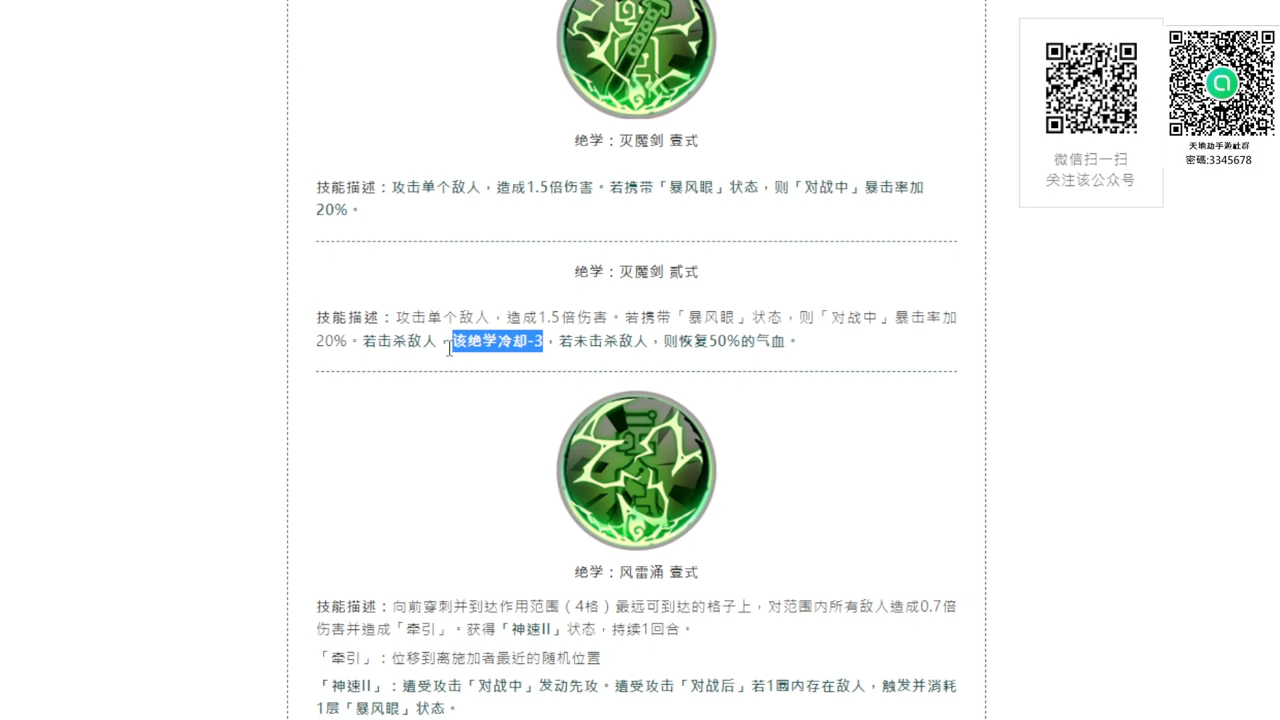 绝学：灭魔剑 壹式
技能描述：攻击单个敌人，造成1.5倍伤害。若携带「暴风眼」状态，则「对战中」暴击率加
20%。
绝学：灭魔剑 贰式
技能描述：攻击单个敌人，造成1.5倍伤害。若携带「暴风眼」状态，则「对战中」暴击率加
20%。若击杀敌人，该绝学冷却-3，若未击杀敌人，则恢复50%的气血。
绝学：风雷涌 壹式
技能描述：向前穿刺并到达作用范围（4格）最远可到达的格子上，对范围内所有敌人造成0.7倍
伤害并造成「牵引」。获得「神速II」状态，持续1回合。
「牵引」：位移到离施加者最近的随机位置
「神速II」：遭受攻击「对战中」发动先攻。遭受攻击「对战后」若1圈内存在敌人，触发并消耗
1层「暴风眼」状态。
微信扫一扫
关注该公众号
天地劫手游社群
密碼:3345678